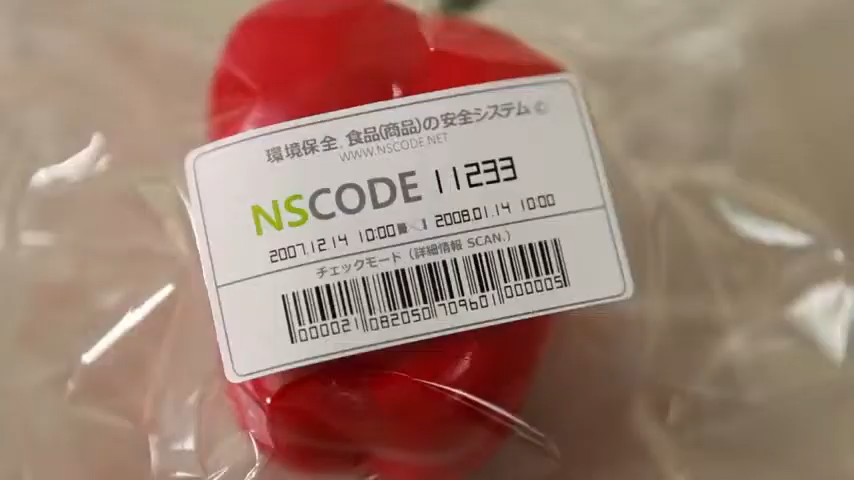 環境保全、食品(商品)の安全システム ©
WWW.NSCODE.NET
NSCODE 11233
2007.12.14 10:00 2008.01.14 10:00
チェックモード (詳細情報 SCAN.)
000021 082050 709601 000005